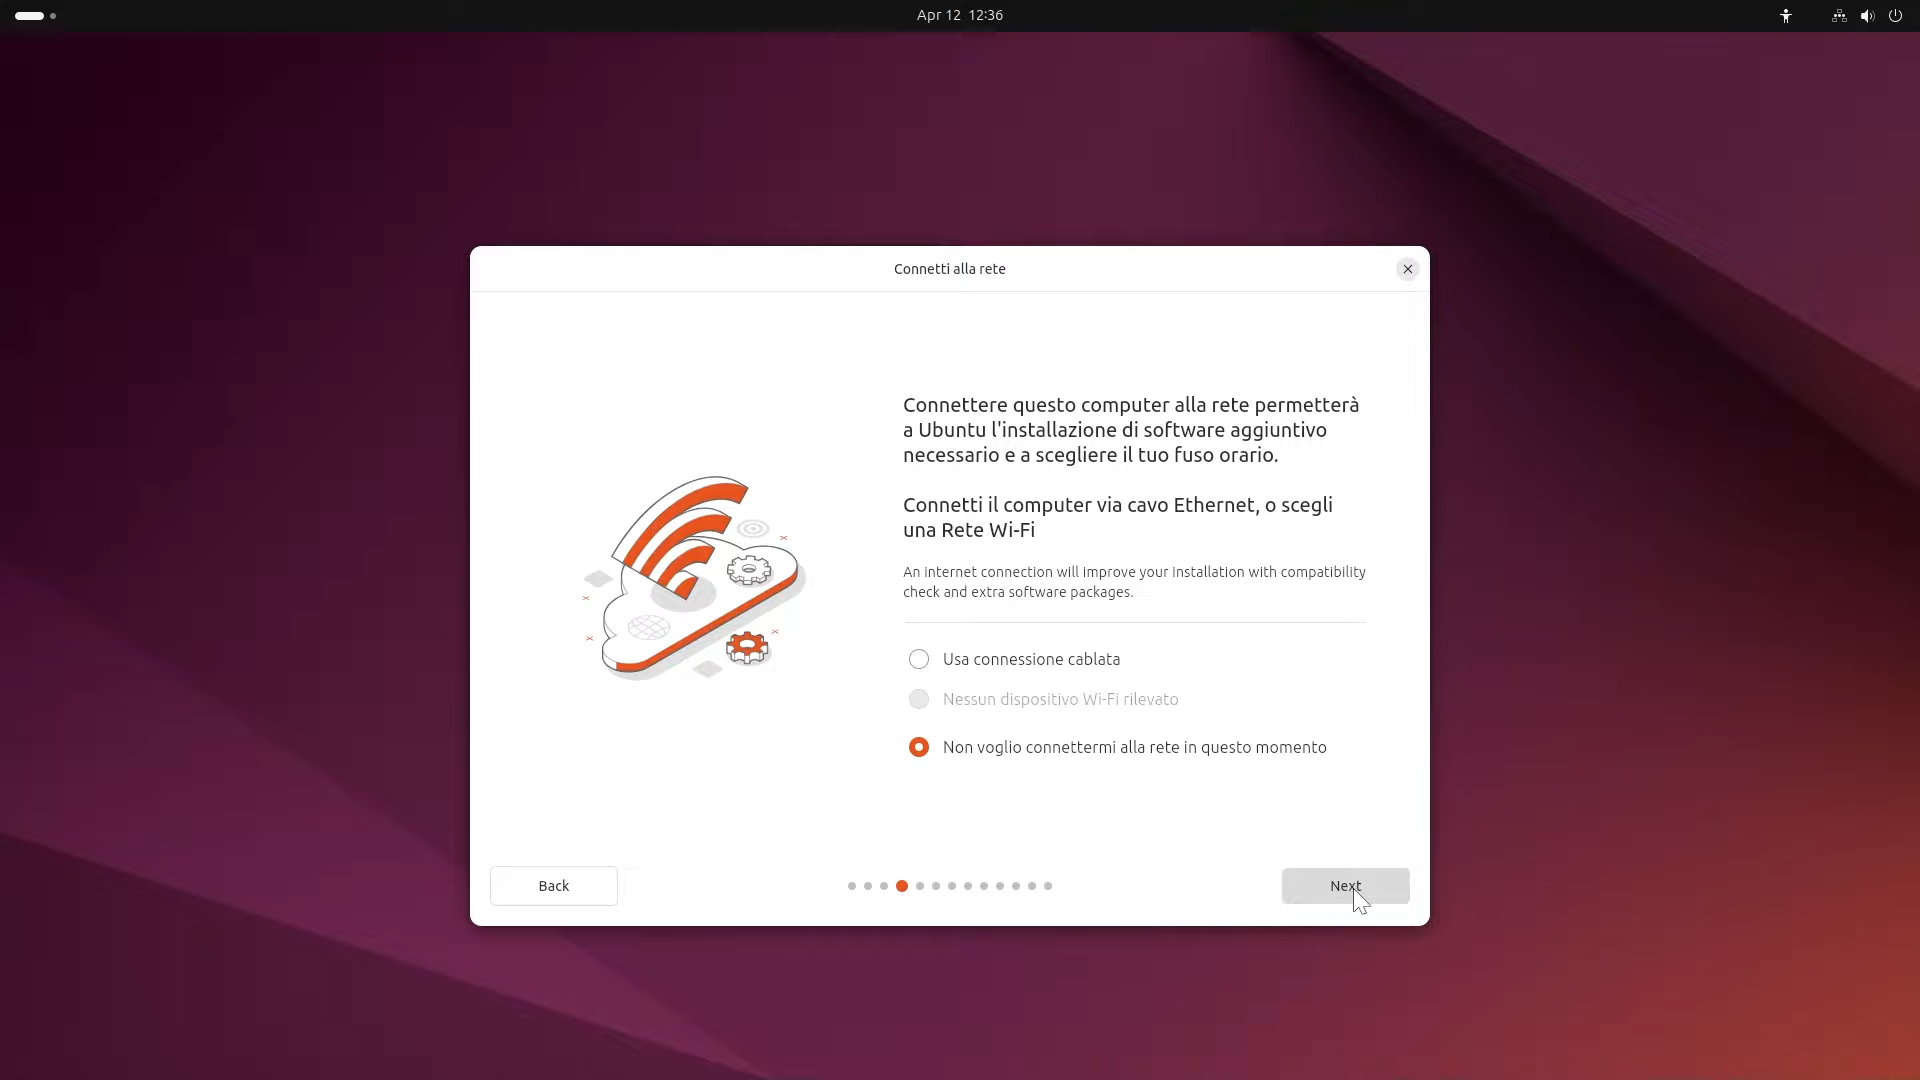 Apr 12 12:36
Connetti alla rete
Connettere questo computer alla rete permetterà
a Ubuntu l'installazione di software aggiuntivo
necessario e a scegliere il tuo fuso orario.
Connetti il computer via cavo Ethernet, o scegli
una Rete Wi-Fi
An internet connection will improve your installation with compatibility
check and extra software packages.
Usa connessione cablata
Nessun dispositivo Wi-Fi rilevato
Non voglio connettermi alla rete in questo momento
Back
Next